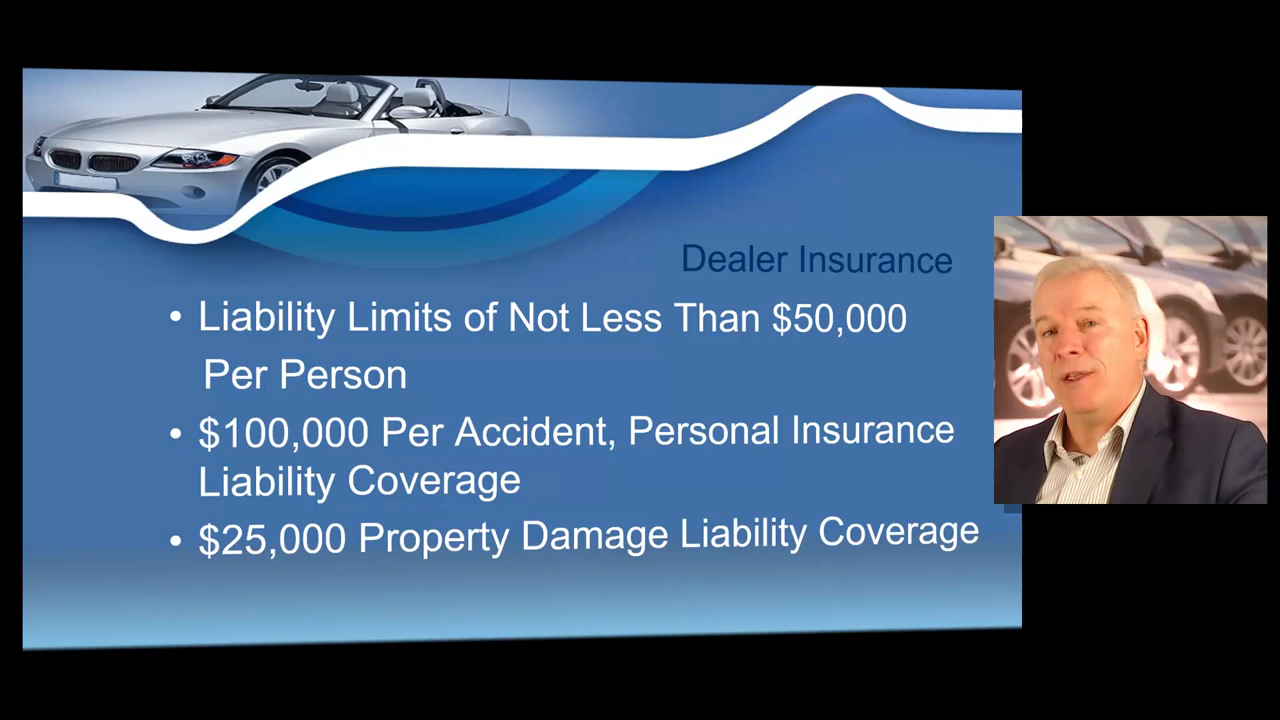 Dealer Insurance
• Liability Limits of Not Less Than $50,000
Per Person
• $100,000 Per Accident, Personal Insurance
Liability Coverage
• $25,000 Property Damage Liability Coverage